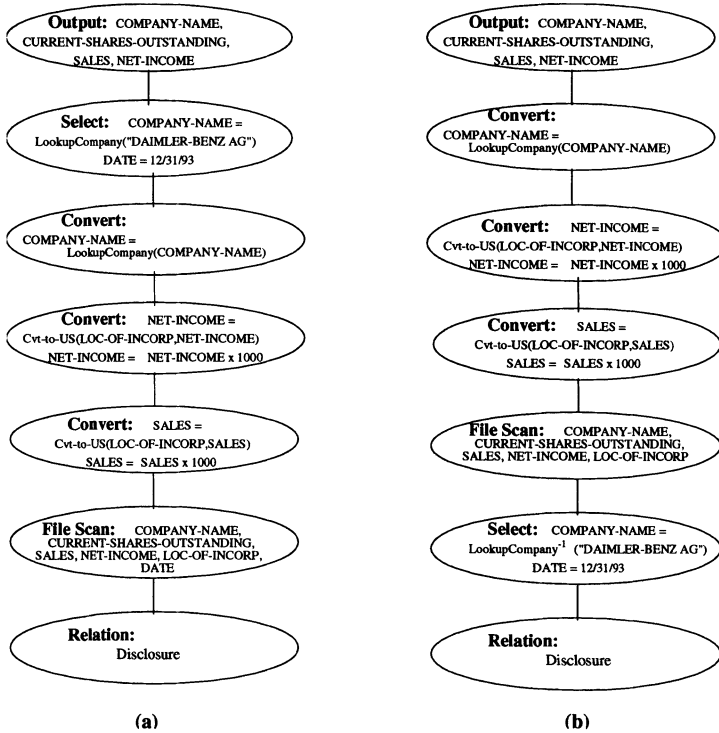 Output: COMPANY-NAME,
CURRENT-SHARES-OUTSTANDING,
SALES, NET-INCOME
Select: COMPANY-NAME =
LookupCompany("DAIMLER-BENZ AG")
DATE = 12/31/93
Convert:
COMPANY-NAME =
LookupCompany(COMPANY-NAME)
Convert: NET-INCOME =
Cvt-to-US(LOC-OF-INCORP,NET-INCOME)
NET-INCOME = NET-INCOME x 1000
Convert: SALES =
Cvt-to-US(LOC-OF-INCORP,SALES)
SALES = SALES x 1000
File Scan: COMPANY-NAME,
CURRENT-SHARES-OUTSTANDING,
SALES, NET-INCOME, LOC-OF-INCORP,
DATE
Relation:
Disclosure
(a)
Output: COMPANY-NAME,
CURRENT-SHARES-OUTSTANDING,
SALES, NET-INCOME
Convert:
COMPANY-NAME =
LookupCompany(COMPANY-NAME)
Convert: NET-INCOME =
Cvt-to-US(LOC-OF-INCORP,NET-INCOME)
NET-INCOME = NET-INCOME x 1000
Convert: SALES =
Cvt-to-US(LOC-OF-INCORP,SALES)
SALES = SALES x 1000
File Scan: COMPANY-NAME,
CURRENT-SHARES-OUTSTANDING,
SALES, NET-INCOME, LOC-OF-INCORP
Select: COMPANY-NAME =
LookupCompany⁻¹ ("DAIMLER-BENZ AG")
DATE = 12/31/93
Relation:
Disclosure
(b)